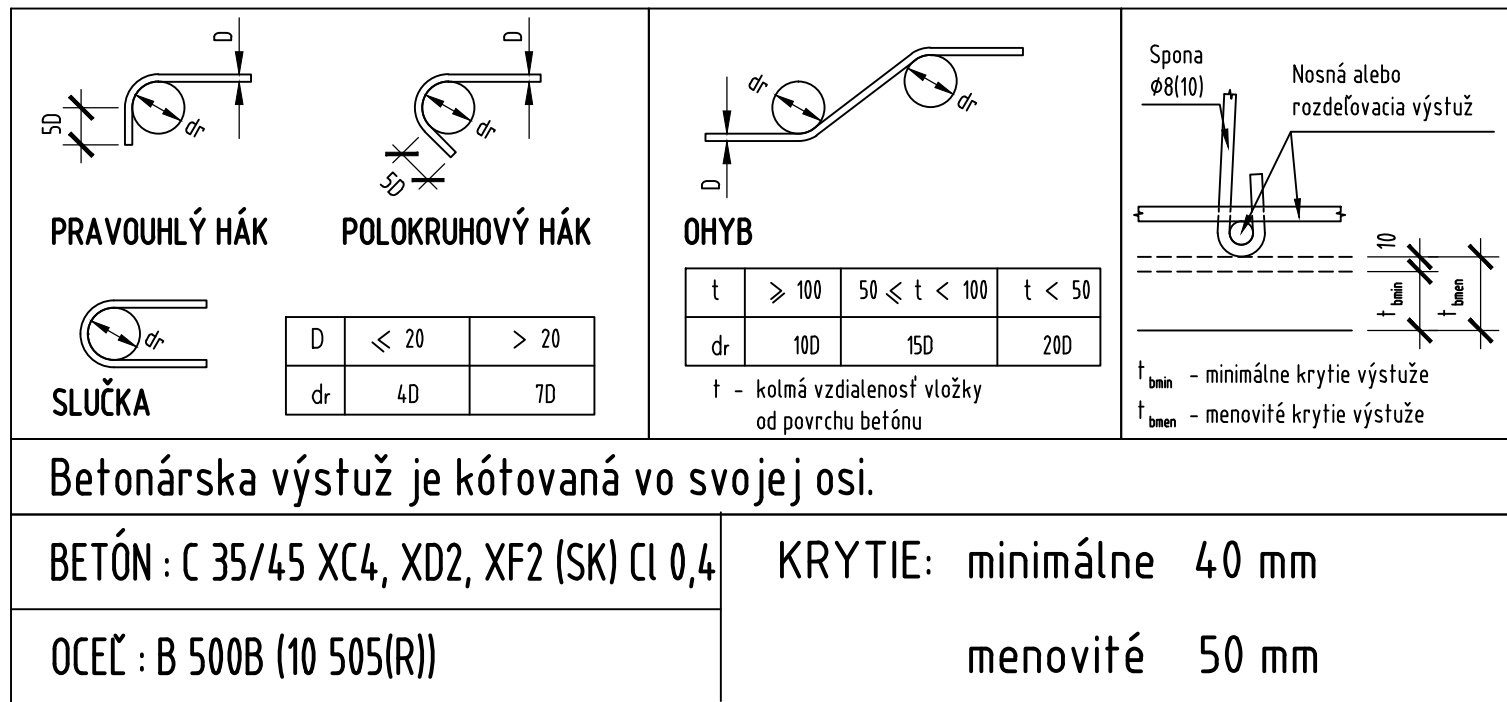 D
5D
dr
PRAVOUHLÝ HÁK
D
5D
dr
POLOKRUHOVÝ HÁK
dr
SLUČKA
D ⩽ 20 > 20
dr 4D 7D
dr
dr
D
OHYB
t ⩾ 100 50 ⩽ t < 100 t < 50
dr 10D 15D 20D
t - kolmá vzdialenosť vložky
od povrchu betónu
Spona
ϕ8(10)
Nosná alebo
rozdeľovacia výstuž
10
t bmin
t bmen
t bmin - minimálne krytie výstuže
t bmen - menovité krytie výstuže
Betonárska výstuž je kótovaná vo svojej osi.
BETÓN : C 35/45 XC4, XD2, XF2 (SK) Cl 0,4
OCEĽ : B 500B (10 505(R))
KRYTIE: minimálne 40 mm
menovité 50 mm